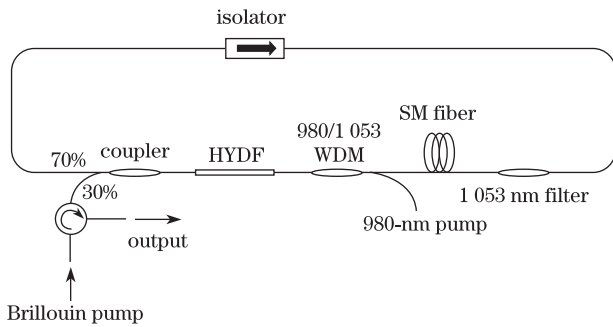 isolator
SM fiber
980/1 053
WDM
HYDF
coupler
70%
30%
1 053 nm filter
980-nm pump
output
Brillouin pump